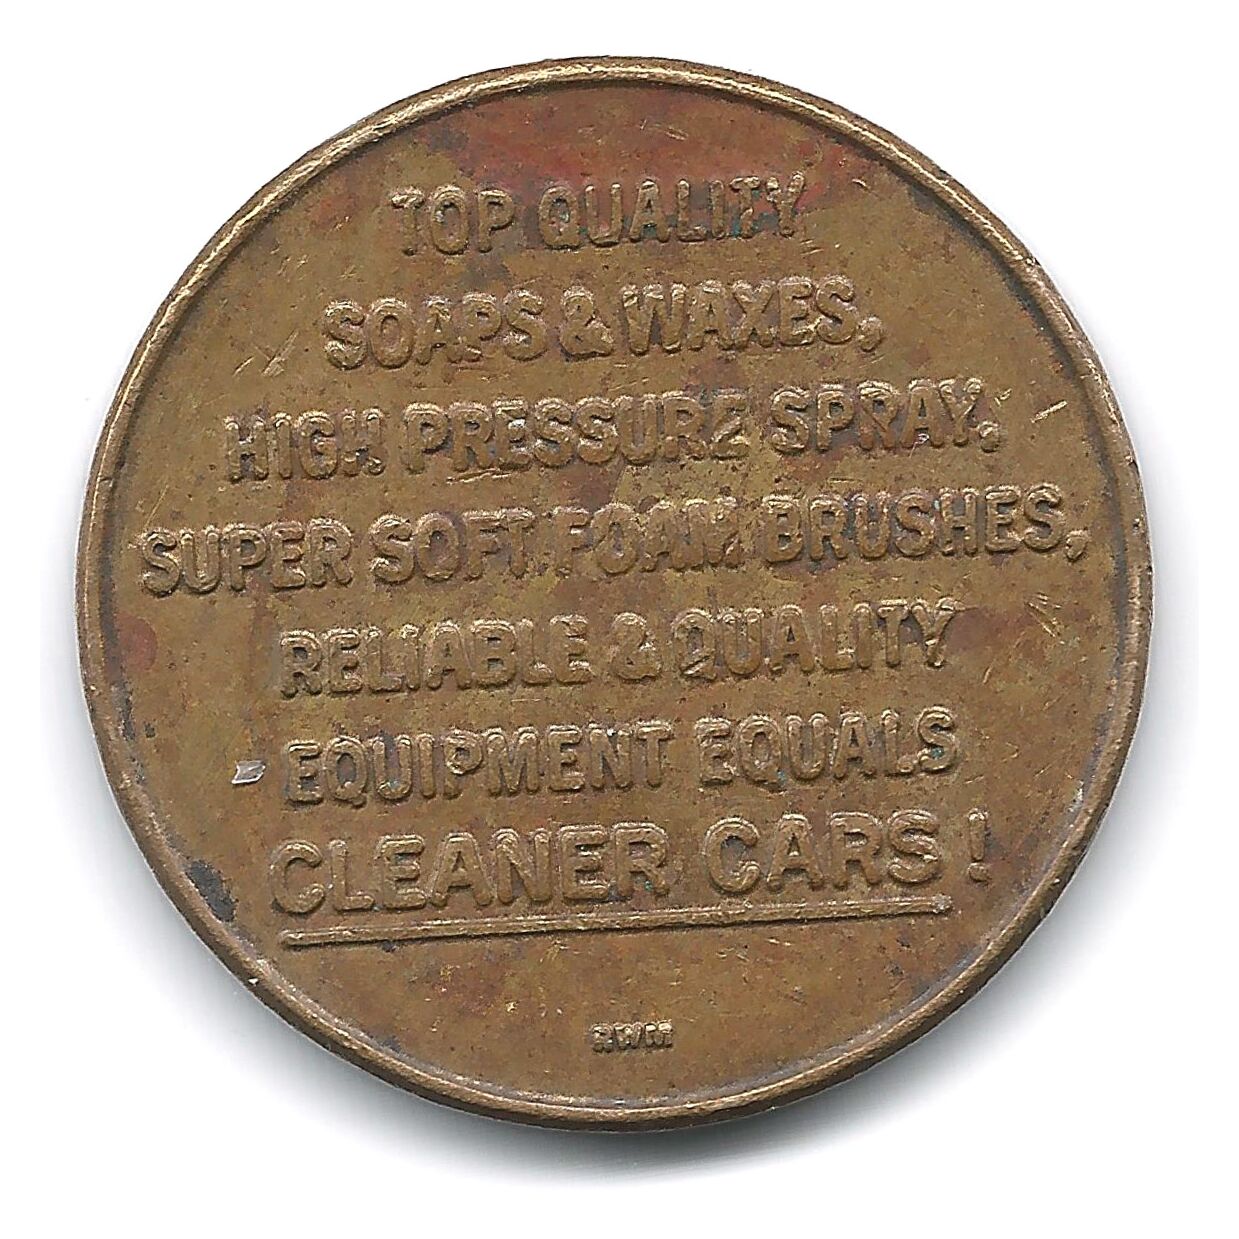 TOP QUALITY
SOAPS & WAXES,
HIGH PRESSURE SPRAY,
SUPER SOFT FOAM BRUSHES,
RELIABLE & QUALITY
EQUIPMENT EQUALS
CLEANER CARS !
RWM